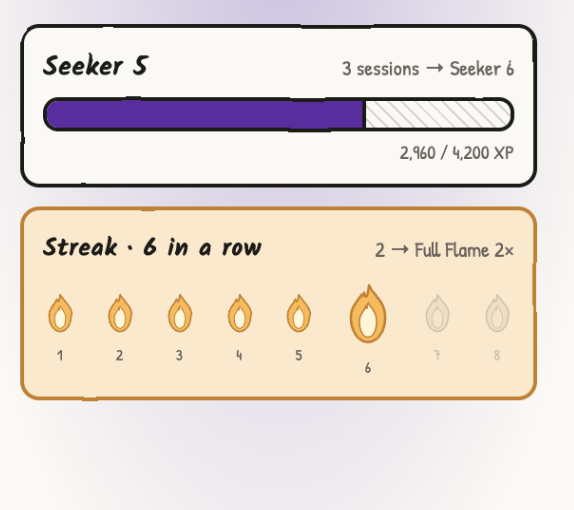 Seeker 5
3 sessions → Seeker 6
2,960 / 4,200 XP
Streak · 6 in a row
2 → Full Flame 2×
1 2 3 4 5 6 7 8